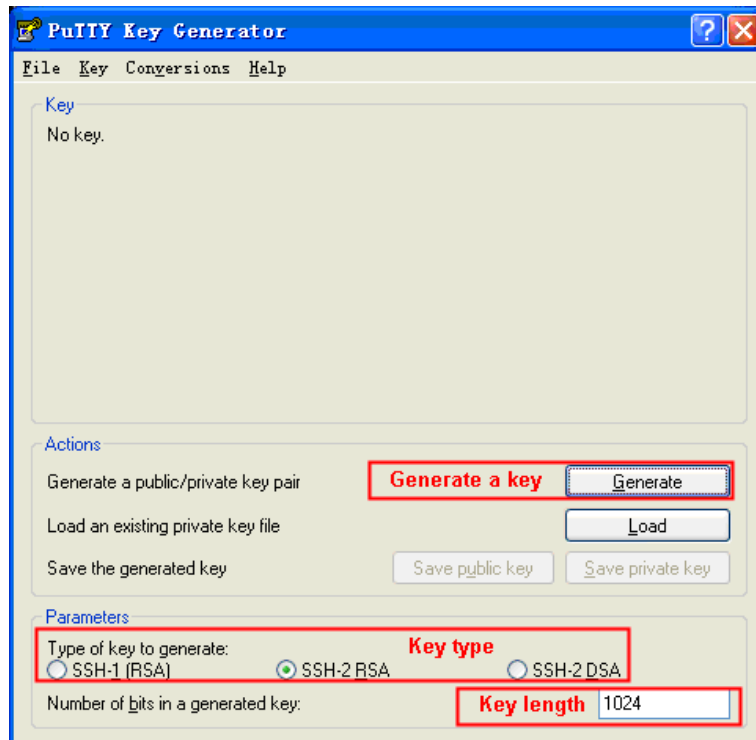 PuTTY Key Generator
File Key Conversions Help
Key
No key.
Actions
Generate a public/private key pair Generate a key Generate
Load an existing private key file Load
Save the generated key Save public key Save private key
Parameters
Type of key to generate: Key type
SSH-1 (RSA) SSH-2 RSA SSH-2 DSA
Number of bits in a generated key: Key length 1024